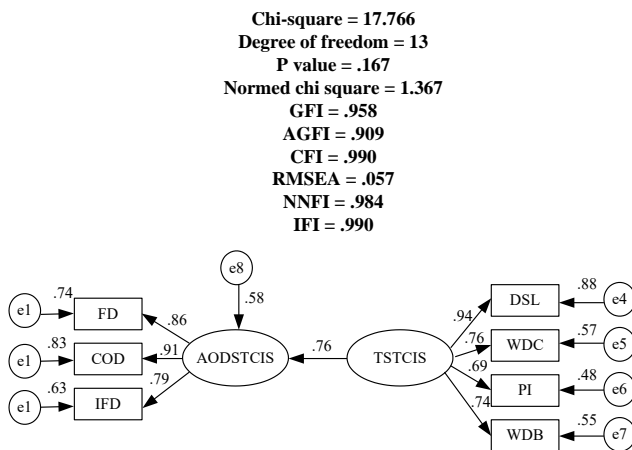 Chi-square = 17.766
Degree of freedom = 13
P value = .167
Normed chi square = 1.367
GFI = .958
AGFI = .909
CFI = .990
RMSEA = .057
NNFI = .984
IFI = .990
e8
.58
e1
.74
FD
.86
e1
.83
COD
.91
e1
.63
IFD
.79
AODSTCIS
.76
TSTCIS
.94
DSL
.88
e4
.76
WDC
.57
e5
.69
PI
.48
e6
.74
WDB
.55
e7